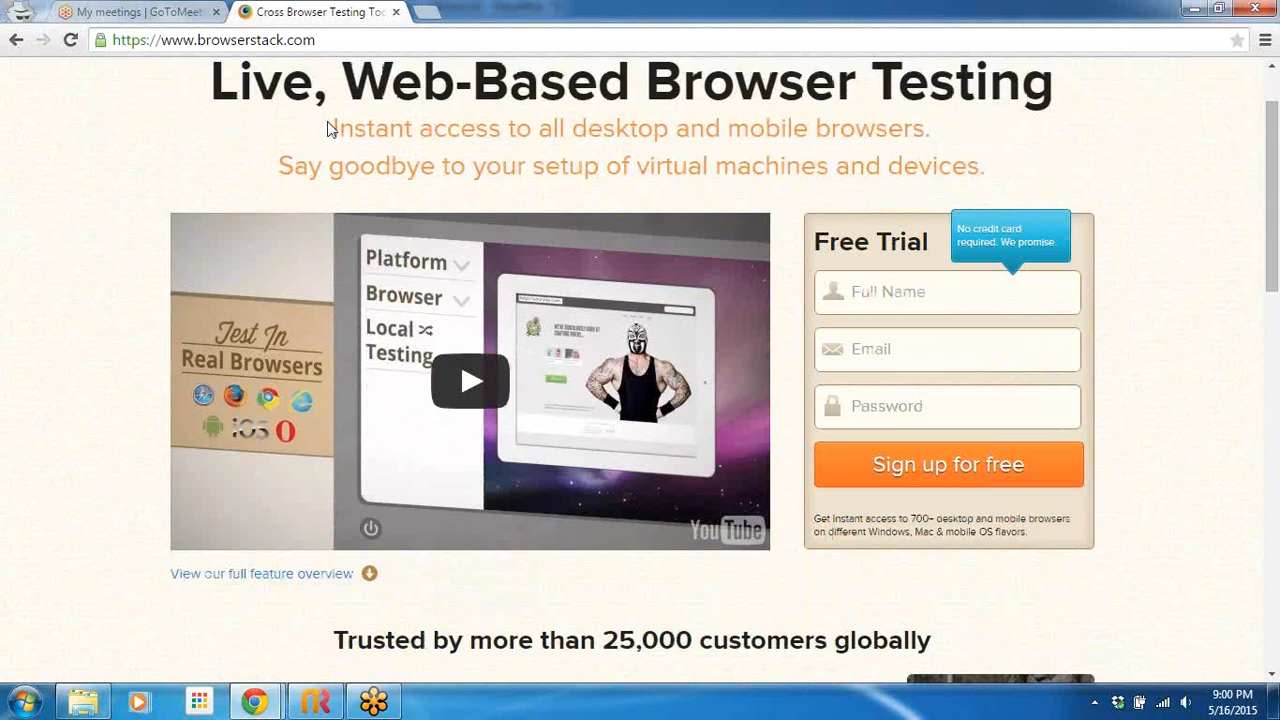 My meetings | GoToMeeti
Cross Browser Testing Too
https://www.browserstack.com
Live, Web-Based Browser Testing
Instant access to all desktop and mobile browsers.
Say goodbye to your setup of virtual machines and devices.
Test In
Real Browsers
iOS
Platform
Browser
Local
Testing
YouTube
Free Trial
No credit card
required. We promise.
Full Name
Email
Password
Sign up for free
Get Instant access to 700+ desktop and mobile browsers
on different Windows, Mac & mobile OS flavors.
View our full feature overview
Trusted by more than 25,000 customers globally
9:00 PM
5/16/2015